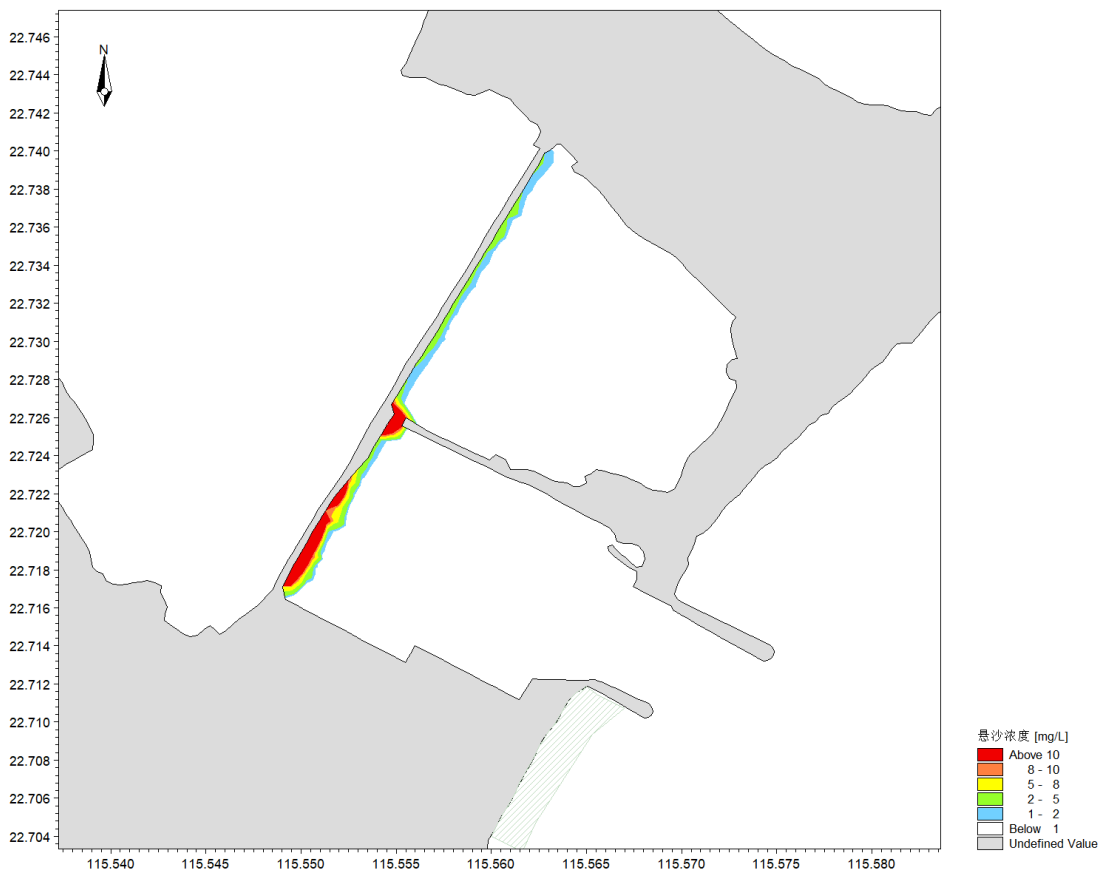 N
22.746
22.744
22.742
22.740
22.738
22.736
22.734
22.732
22.730
22.728
22.726
22.724
22.722
22.720
22.718
22.716
22.714
22.712
22.710
22.708
22.706
22.704
115.540 115.545 115.550 115.555 115.560 115.565 115.570 115.575 115.580
悬沙浓度 [mg/L]
Above 10
8 - 10
5 - 8
2 - 5
1 - 2
Below 1
Undefined Value